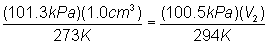 (101.3kPa)(1.0cm³) / 273K = (100.5kPa)(V₂) / 294K